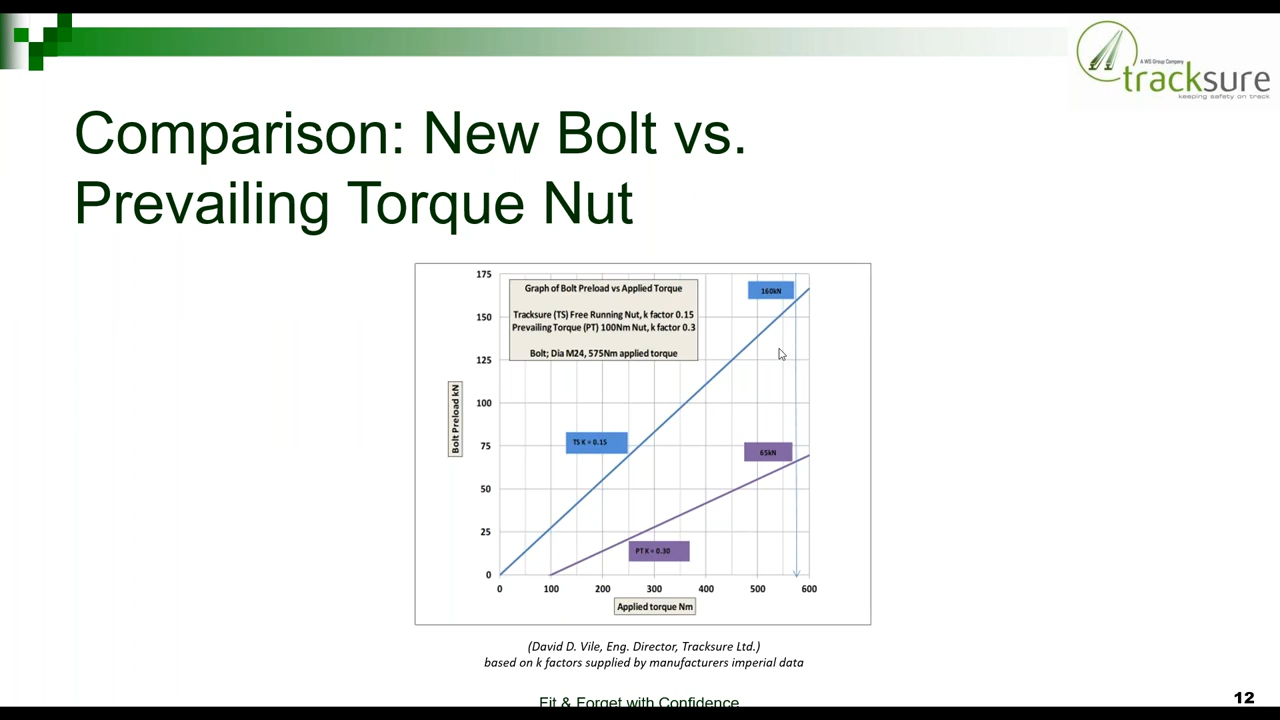 A WS Group Company
tracksure
keeping safety on track
Comparison: New Bolt vs.
Prevailing Torque Nut
Graph of Bolt Preload vs Applied Torque
Tracksure (TS) Free Running Nut, k factor 0.15
Prevailing Torque (PT) 100Nm Nut, k factor 0.3
Bolt; Dia M24, 575Nm applied torque
Bolt Preload kN
175
150
125
100
75
50
25
0
160kN
TS K = 0.15
65kN
PT K = 0.30
0 100 200 300 400 500 600
Applied torque Nm
(David D. Vile, Eng. Director, Tracksure Ltd.)
based on k factors supplied by manufacturers imperial data
Fit & Forget with Confidence
12